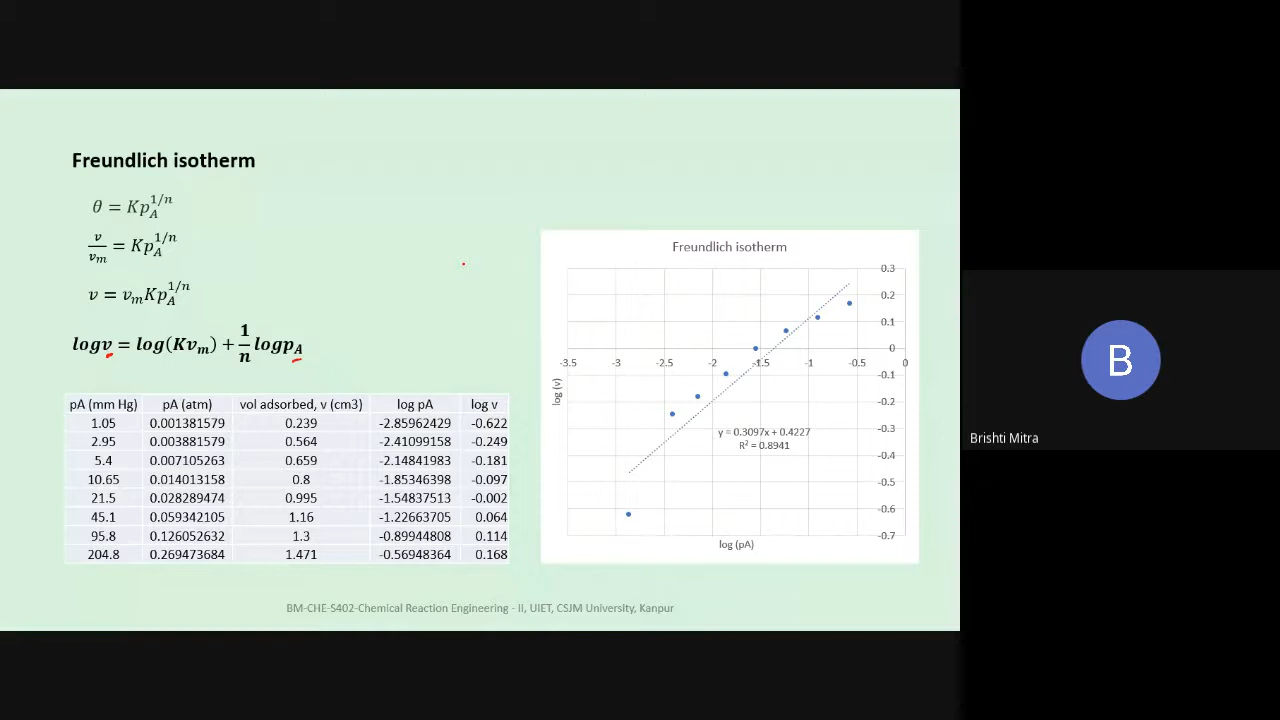 Freundlich isotherm
θ = Kp_A^{1/n}
v/v_m = Kp_A^{1/n}
v = v_mKp_A^{1/n}
logv = log(Kv_m) + 1/n logp_A
pA (mm Hg) pA (atm) vol adsorbed, v (cm3) log pA log v
1.05 0.001381579 0.239 -2.85962429 -0.622
2.95 0.003881579 0.564 -2.41099158 -0.249
5.4 0.007105263 0.659 -2.14841983 -0.181
10.65 0.014013158 0.8 -1.85346398 -0.097
21.5 0.028289474 0.995 -1.54837513 -0.002
45.1 0.059342105 1.16 -1.22663705 0.064
95.8 0.126052632 1.3 -0.89944808 0.114
204.8 0.269473684 1.471 -0.56948364 0.168
Freundlich isotherm
0.3
0.2
0.1
0
-3.5 -3 -2.5 -2 -1.5 -1 -0.5 0
-0.1
-0.2
-0.3
-0.4
-0.5
-0.6
-0.7
log (v)
y = 0.3097x + 0.4227
R² = 0.8941
log (pA)
BM-CHE-S402-Chemical Reaction Engineering - II, UIET, CSJM University, Kanpur
B
Brishti Mitra